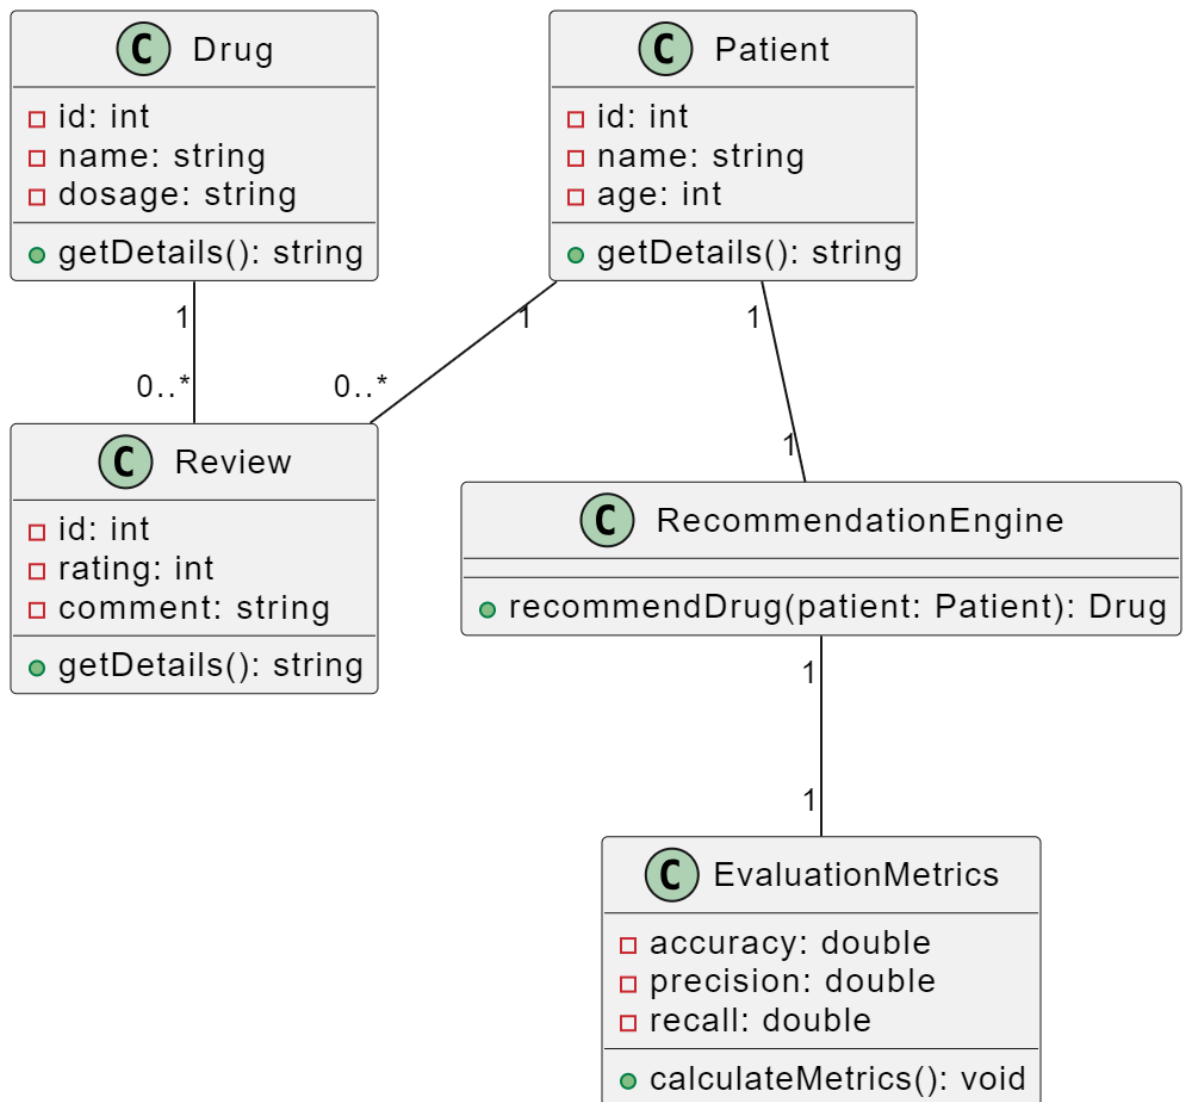 C Drug
id: int
name: string
dosage: string
getDetails(): string
C Patient
id: int
name: string
age: int
getDetails(): string
1
0..*
1
0..*
1
1
C Review
id: int
rating: int
comment: string
getDetails(): string
C RecommendationEngine
recommendDrug(patient: Patient): Drug
1
1
C EvaluationMetrics
accuracy: double
precision: double
recall: double
calculateMetrics(): void